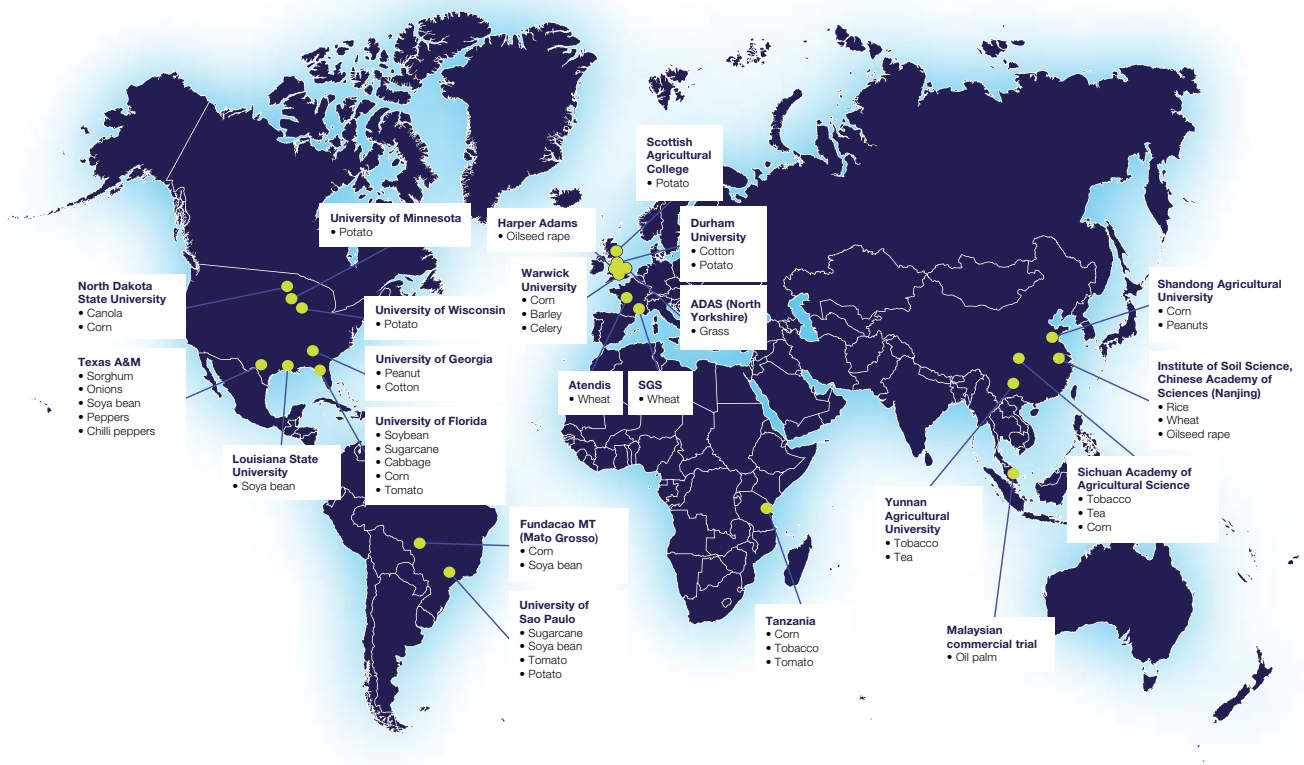 Scottish
Agricultural
College
• Potato
University of Minnesota
• Potato
Harper Adams
• Oilseed rape
Durham
University
• Cotton
• Potato
Warwick
University
• Corn
• Barley
• Celery
North Dakota
State University
• Canola
• Corn
University of Wisconsin
• Potato
ADAS (North
Yorkshire)
• Grass
Shandong Agricultural
University
• Corn
• Peanuts
Texas A&M
• Sorghum
• Onions
• Soya bean
• Peppers
• Chilli peppers
University of Georgia
• Peanut
• Cotton
Atendis
• Wheat
SGS
• Wheat
Institute of Soil Science,
Chinese Academy of
Sciences (Nanjing)
• Rice
• Wheat
• Oilseed rape
University of Florida
• Soybean
• Sugarcane
• Cabbage
• Corn
• Tomato
Louisiana State
University
• Soya bean
Sichuan Academy of
Agricultural Science
• Tobacco
• Tea
• Corn
Yunnan
Agricultural
University
• Tobacco
• Tea
Fundacao MT
(Mato Grosso)
• Corn
• Soya bean
University of
Sao Paulo
• Sugarcane
• Soya bean
• Tomato
• Potato
Tanzania
• Corn
• Tobacco
• Tomato
Malaysian
commercial trial
• Oil palm